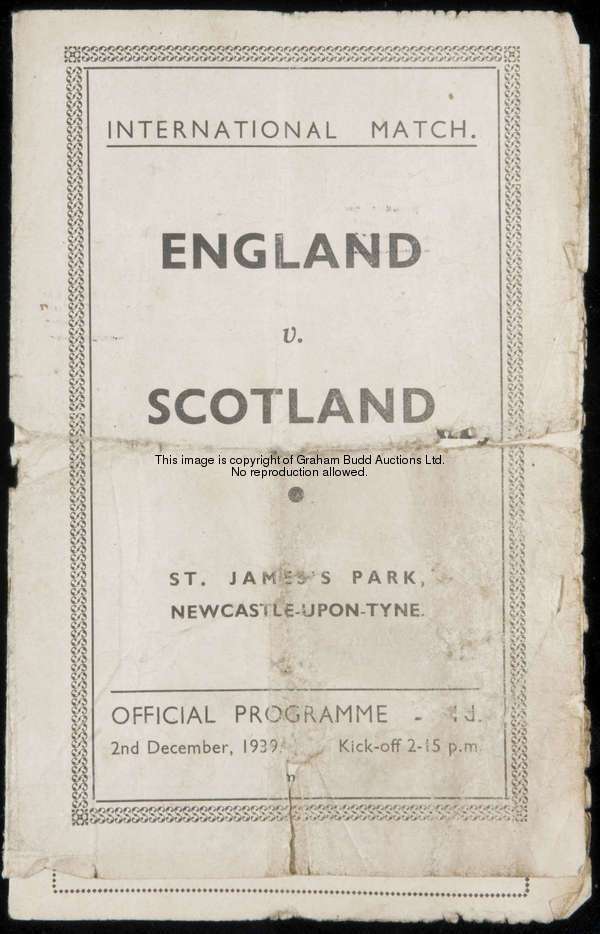 INTERNATIONAL MATCH.
ENGLAND
v.
SCOTLAND
This image is copyright of Graham Budd Auctions Ltd.
No reproduction allowed.
ST. JAMES'S PARK,
NEWCASTLE-UPON-TYNE.
OFFICIAL PROGRAMME - d.
2nd December, 1939. Kick-off 2-15 p.m.